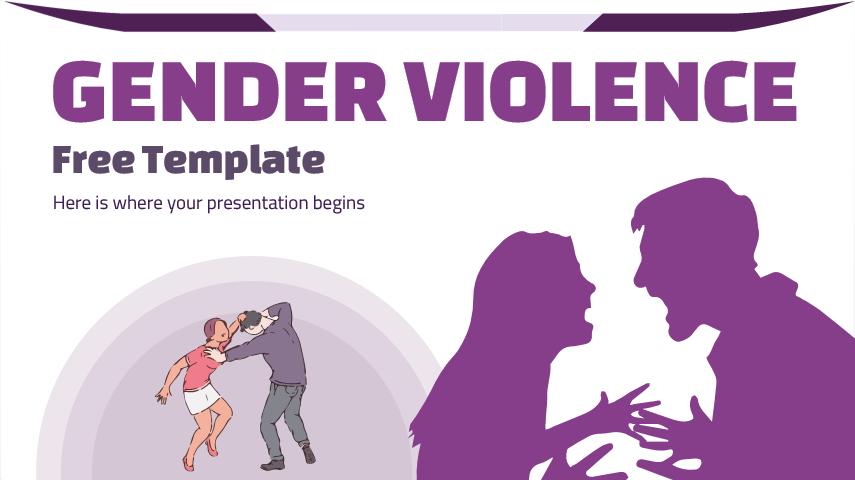 GENDER VIOLENCE
Free Template
Here is where your presentation begins